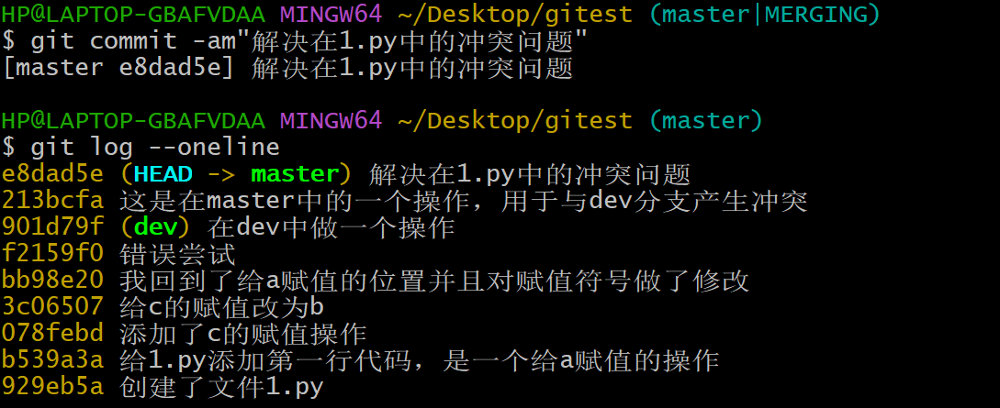 HP@LAPTOP-GBAFVDAA MINGW64 ~/Desktop/gitest (master|MERGING)
$ git commit -am"解决在1.py中的冲突问题"
[master e8dad5e] 解决在1.py中的冲突问题
HP@LAPTOP-GBAFVDAA MINGW64 ~/Desktop/gitest (master)
$ git log --oneline
e8dad5e (HEAD -> master) 解决在1.py中的冲突问题
213bcfa 这是在master中的一个操作，用于与dev分支产生冲突
901d79f (dev) 在dev中做一个操作
f2159f0 错误尝试
bb98e20 我回到了给a赋值的位置并且对赋值符号做了修改
3c06507 给c的赋值改为b
078febd 添加了c的赋值操作
b539a3a 给1.py添加第一行代码，是一个给a赋值的操作
929eb5a 创建了文件1.py